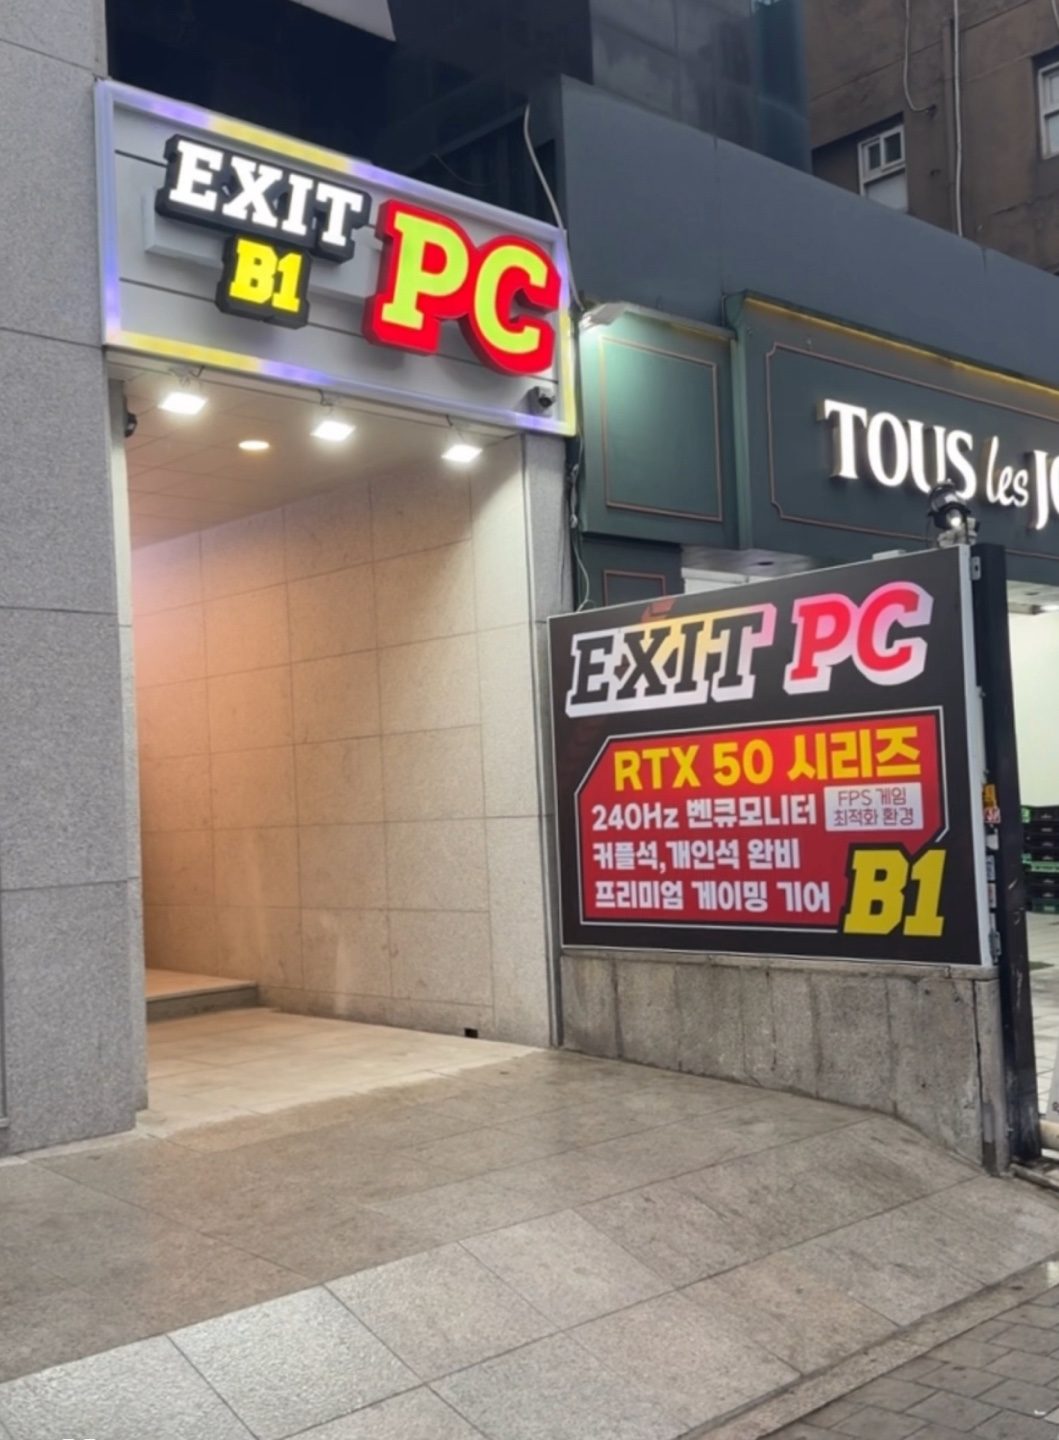 EXIT
B1
PC
TOUS les
EXIT PC
RTX 50 시리즈
240Hz 벤큐모니터
FPS 게임
최적화 환경
커플석,개인석 완비
프리미엄 게이밍 기어
B1